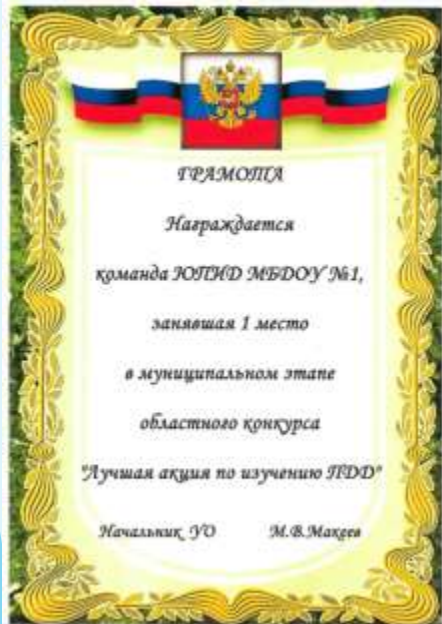 ГРАМОТА
Награждается
команда ЮПИД МБДОУ №1,
занявшая 1 место
в муниципальном этапе
областного конкурса
"Лучшая акция по изучению ПДД"
Начальник УО М.В.Макеев